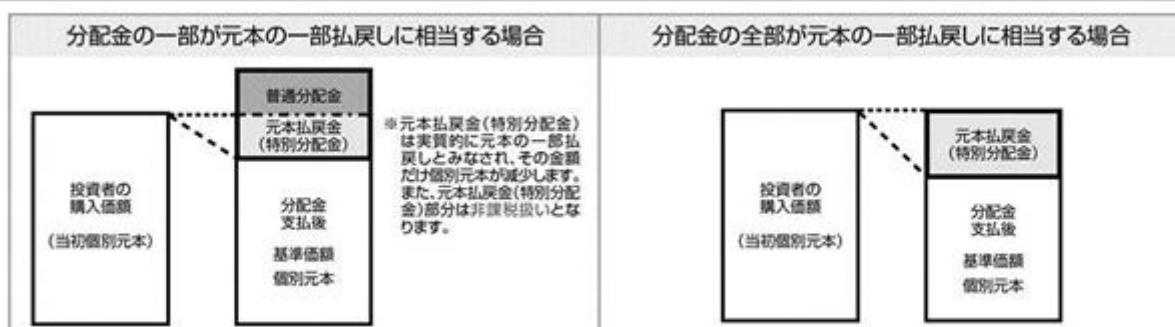 分配金の一部が元本の一部払戻しに相当する場合
普通分配金
元本払戻金
(特別分配金)
投資者の
購入価額
(当初個別元本)
分配金
支払後
基準価額
個別元本
※元本払戻金(特別分配金)
は実質的に元本の一部払
戻しとみなされ、その金額
だけ個別元本が減少します。
また、元本払戻金(特別分配
金)部分は非課税扱いとな
ります。
分配金の全部が元本の一部払戻しに相当する場合
元本払戻金
(特別分配金)
投資者の
購入価額
(当初個別元本)
分配金
支払後
基準価額
個別元本